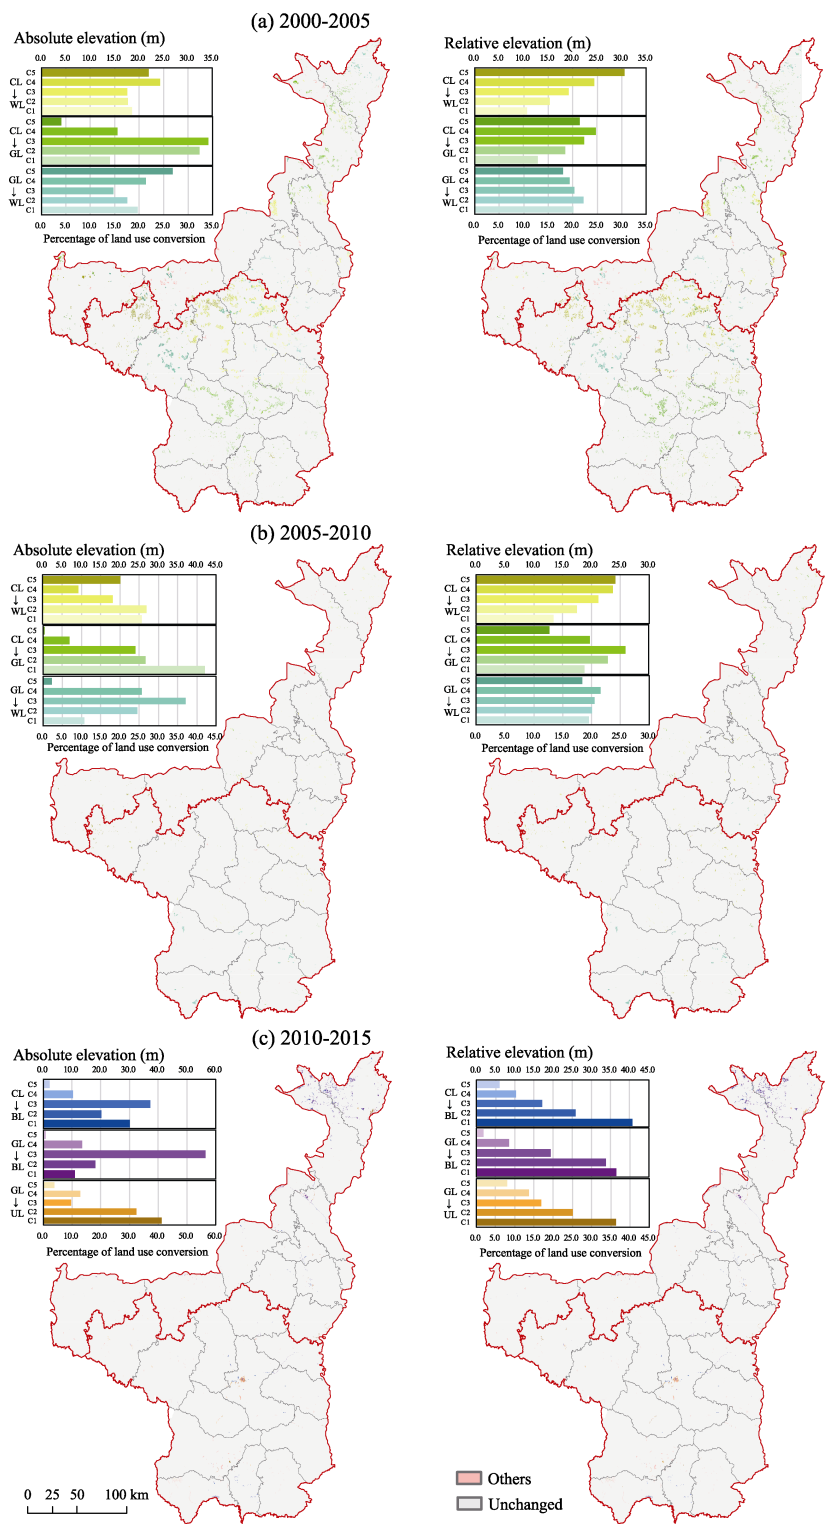 (a) 2000-2005
Absolute elevation (m)
0.0 5.0 10.0 15.0 20.0 25.0 30.0 35.0
CL
↓
WL
C5
C4
C3
C2
C1
CL
↓
GL
C5
C4
C3
C2
C1
GL
↓
WL
C5
C4
C3
C2
C1
0.0 5.0 10.0 15.0 20.0 25.0 30.0 35.0
Percentage of land use conversion
Relative elevation (m)
0.0 5.0 10.0 15.0 20.0 25.0 30.0 35.0
CL
↓
WL
C5
C4
C3
C2
C1
CL
↓
GL
C5
C4
C3
C2
C1
GL
↓
WL
C5
C4
C3
C2
C1
0.0 5.0 10.0 15.0 20.0 25.0 30.0 35.0
Percentage of land use conversion
(b) 2005-2010
Absolute elevation (m)
0.0 5.0 10.0 15.0 20.0 25.0 30.0 35.0 40.0 45.0
CL
↓
WL
C5
C4
C3
C2
C1
CL
↓
GL
C5
C4
C3
C2
C1
GL
↓
WL
C5
C4
C3
C2
C1
0.0 5.0 10.0 15.0 20.0 25.0 30.0 35.0 40.0 45.0
Percentage of land use conversion
Relative elevation (m)
0.0 5.0 10.0 15.0 20.0 25.0 30.0
CL
↓
WL
C5
C4
C3
C2
C1
CL
↓
GL
C5
C4
C3
C2
C1
GL
↓
WL
C5
C4
C3
C2
C1
0.0 5.0 10.0 15.0 20.0 25.0 30.0
Percentage of land use conversion
(c) 2010-2015
Absolute elevation (m)
0.0 10.0 20.0 30.0 40.0 50.0 60.0
CL
↓
BL
C5
C4
C3
C2
C1
GL
↓
BL
C5
C4
C3
C2
C1
GL
↓
UL
C5
C4
C3
C2
C1
0.0 10.0 20.0 30.0 40.0 50.0 60.0
Percentage of land use conversion
Relative elevation (m)
0.0 5.0 10.0 15.0 20.0 25.0 30.0 35.0 40.0 45.0
CL
↓
BL
C5
C4
C3
C2
C1
GL
↓
BL
C5
C4
C3
C2
C1
GL
↓
UL
C5
C4
C3
C2
C1
0.0 5.0 10.0 15.0 20.0 25.0 30.0 35.0 40.0 45.0
Percentage of land use conversion
0 25 50 100 km
Others
Unchanged